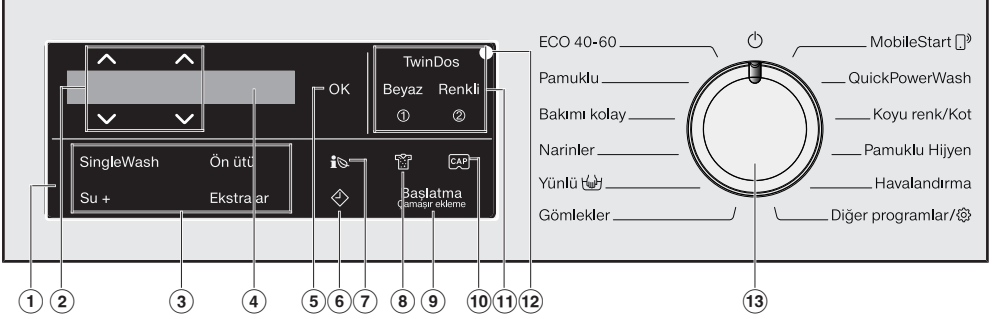 TwinDos
OK
Beyaz Renkli
① ②
SingleWash Ön ütü
CAP
Su + Ekstralar
Başlatma
Çamaşır ekleme
ECO 40-60
Pamuklu
Bakımı kolay
Narinler
Yünlü
Gömlekler
MobileStart
QuickPowerWash
Koyu renk/Kot
Pamuklu Hijyen
Havalandırma
Diğer programlar/
① ② ③ ④ ⑤ ⑥ ⑦ ⑧ ⑨ ⑩ ⑪ ⑫ ⑬